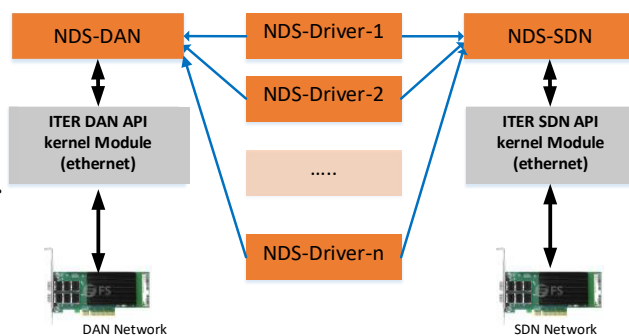 NDS-DAN
NDS-Driver-1
NDS-SDN
NDS-Driver-2
ITER DAN API
kernel Module
(ethernet)
ITER SDN API
kernel Module
(ethernet)
.....
NDS-Driver-n
FS
FS
DAN Network
SDN Network